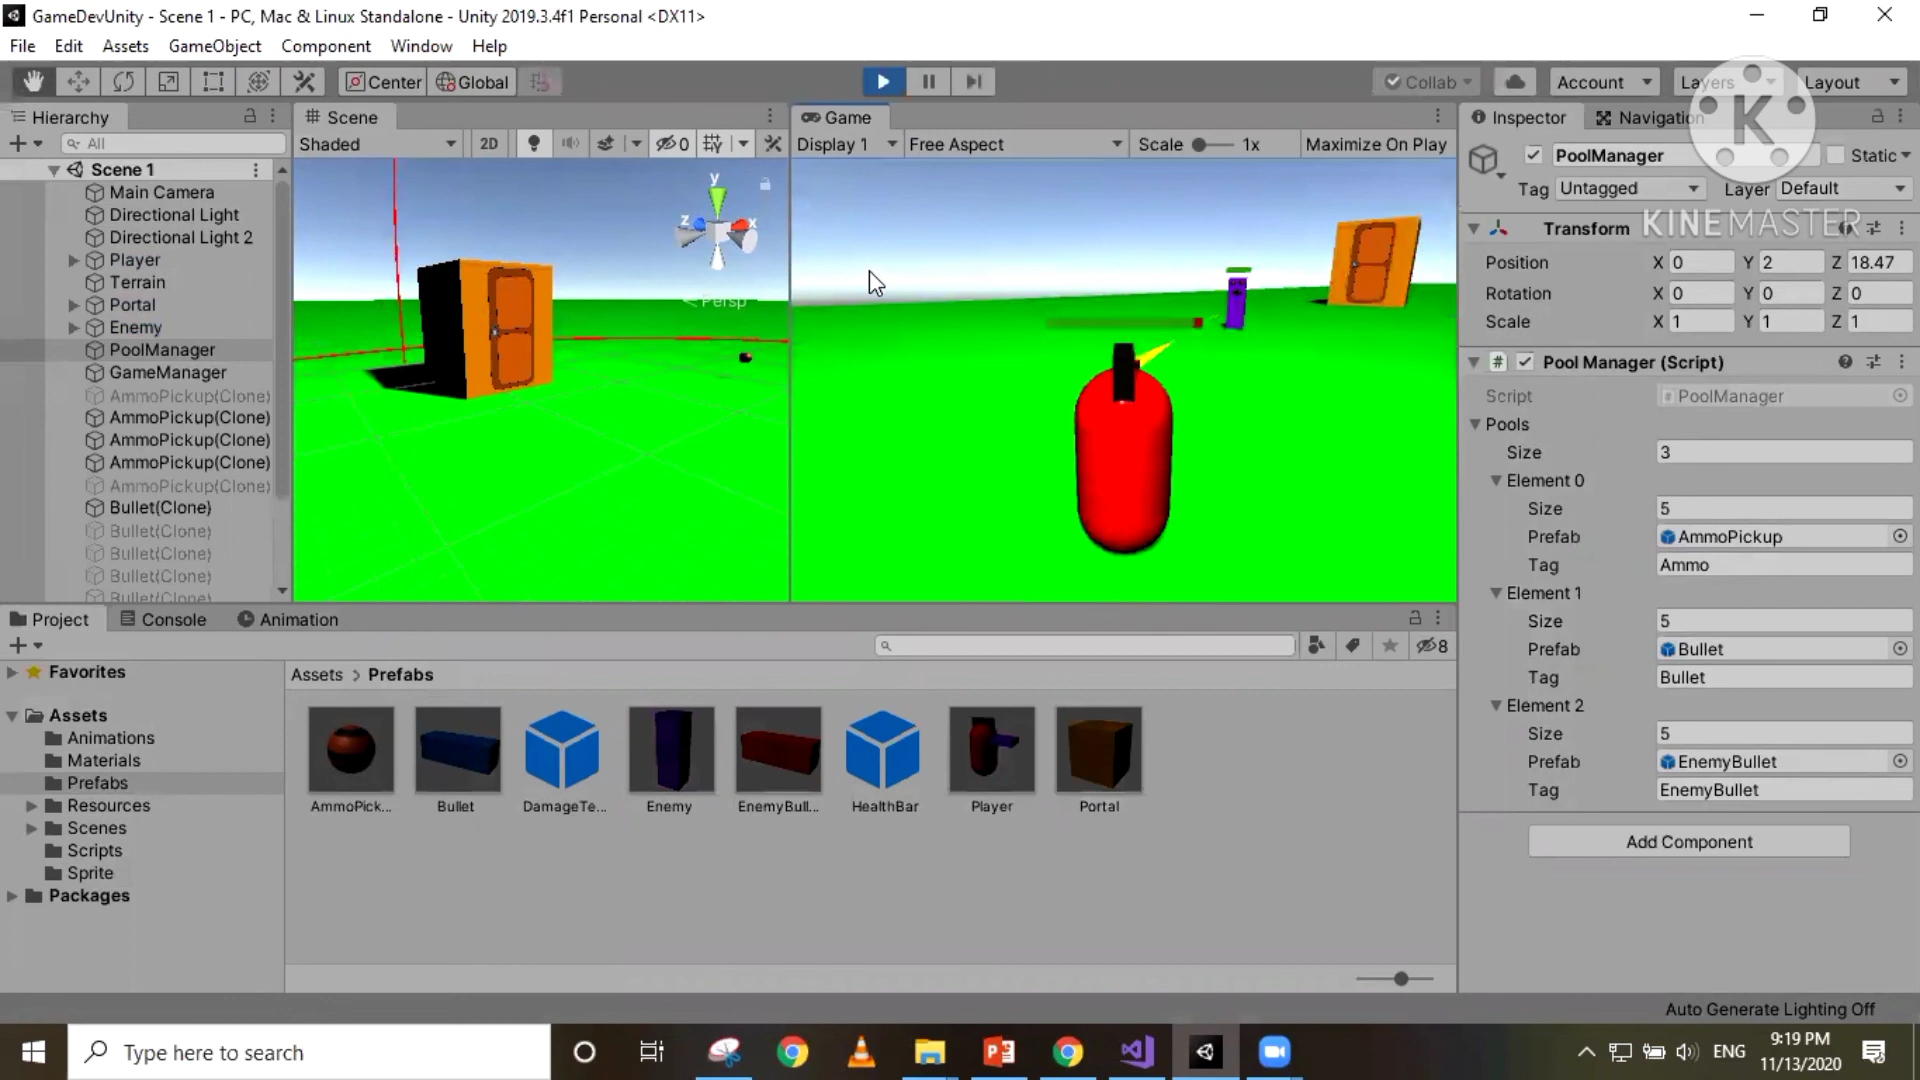 GameDevUnity - Scene 1 - PC, Mac & Linux Standalone - Unity 2019.3.4f1 Personal <DX11>
File Edit Assets GameObject Component Window Help
Center Global Collab Account Layers Layout
K
KINEMASTER
Hierarchy
All
Scene 1
Main Camera
Directional Light
Directional Light 2
Player
Terrain
Portal
Enemy
PoolManager
GameManager
AmmoPickup(Clone)
AmmoPickup(Clone)
AmmoPickup(Clone)
AmmoPickup(Clone)
AmmoPickup(Clone)
Bullet(Clone)
Bullet(Clone)
Bullet(Clone)
Bullet(Clone)
Bullet(Clone)
Scene
Shaded 2D 0
y
z x
< Persp
Game
Display 1 Free Aspect Scale 1x Maximize On Play
Inspector Navigation
PoolManager Static
Tag Untagged Layer Default
Transform
Position X 0 Y 2 Z 18.47
Rotation X 0 Y 0 Z 0
Scale X 1 Y 1 Z 1
Pool Manager (Script)
Script PoolManager
Pools
Size 3
Element 0
Size 5
Prefab AmmoPickup
Tag Ammo
Element 1
Size 5
Prefab Bullet
Tag Bullet
Element 2
Size 5
Prefab EnemyBullet
Tag EnemyBullet
Add Component
Project Console Animation
8
Favorites
Assets
Animations
Materials
Prefabs
Resources
Scenes
Scripts
Sprite
Packages
Assets > Prefabs
AmmoPick... Bullet DamageTe... Enemy EnemyBull... HealthBar Player Portal
Auto Generate Lighting Off
Type here to search
ENG
9:19 PM
11/13/2020